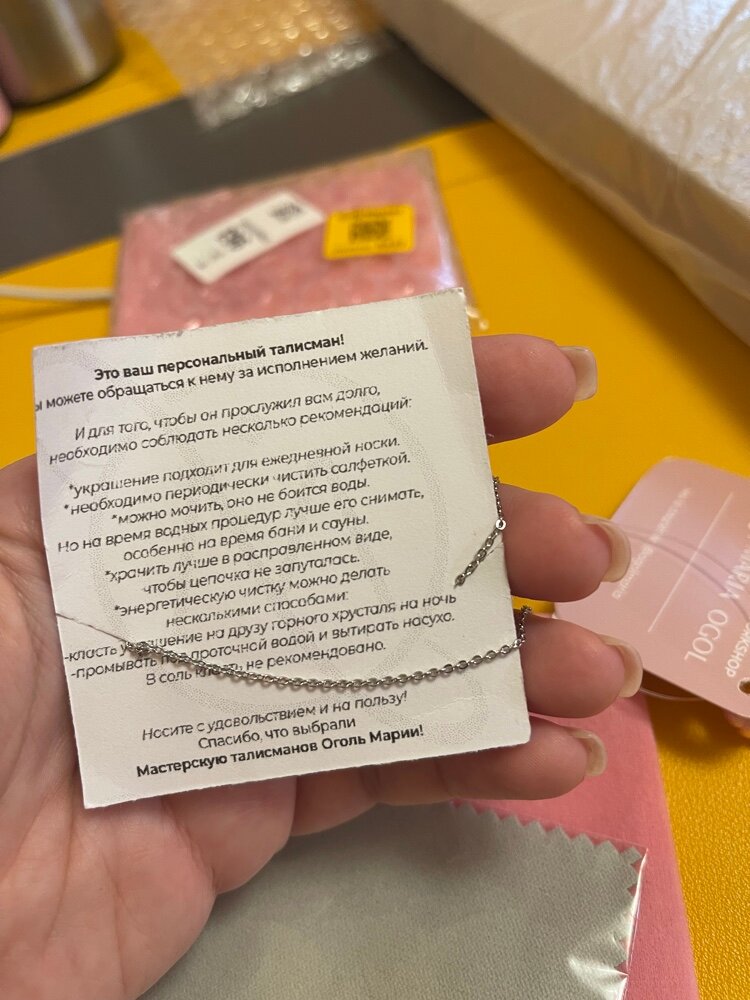 Это ваш персональный талисман!
ы можете обращаться к нему за исполнением желаний.
И для того, чтобы он прослужил вам долго,
необходимо соблюдать несколько рекомендаций:
*украшение подходит для ежедневной носки.
*необходимо периодически чистить салфеткой.
*можно мочить, оно не боится воды.
Но на время водных процедур лучше его снимать,
особенно на время бани и сауны.
*хранить лучше в расправленном виде,
чтобы цепочка не запуталась.
*энергетическую чистку можно делать
несколькими способами:
-класть украшение на друзу горного хрусталя на ночь
-промывать под проточной водой и вытирать насухо.
В соль класть не рекомендовано.
Носите с удовольствием и на пользу!
Спасибо, что выбрали
Мастерскую талисманов Оголь Марии!
OGOL